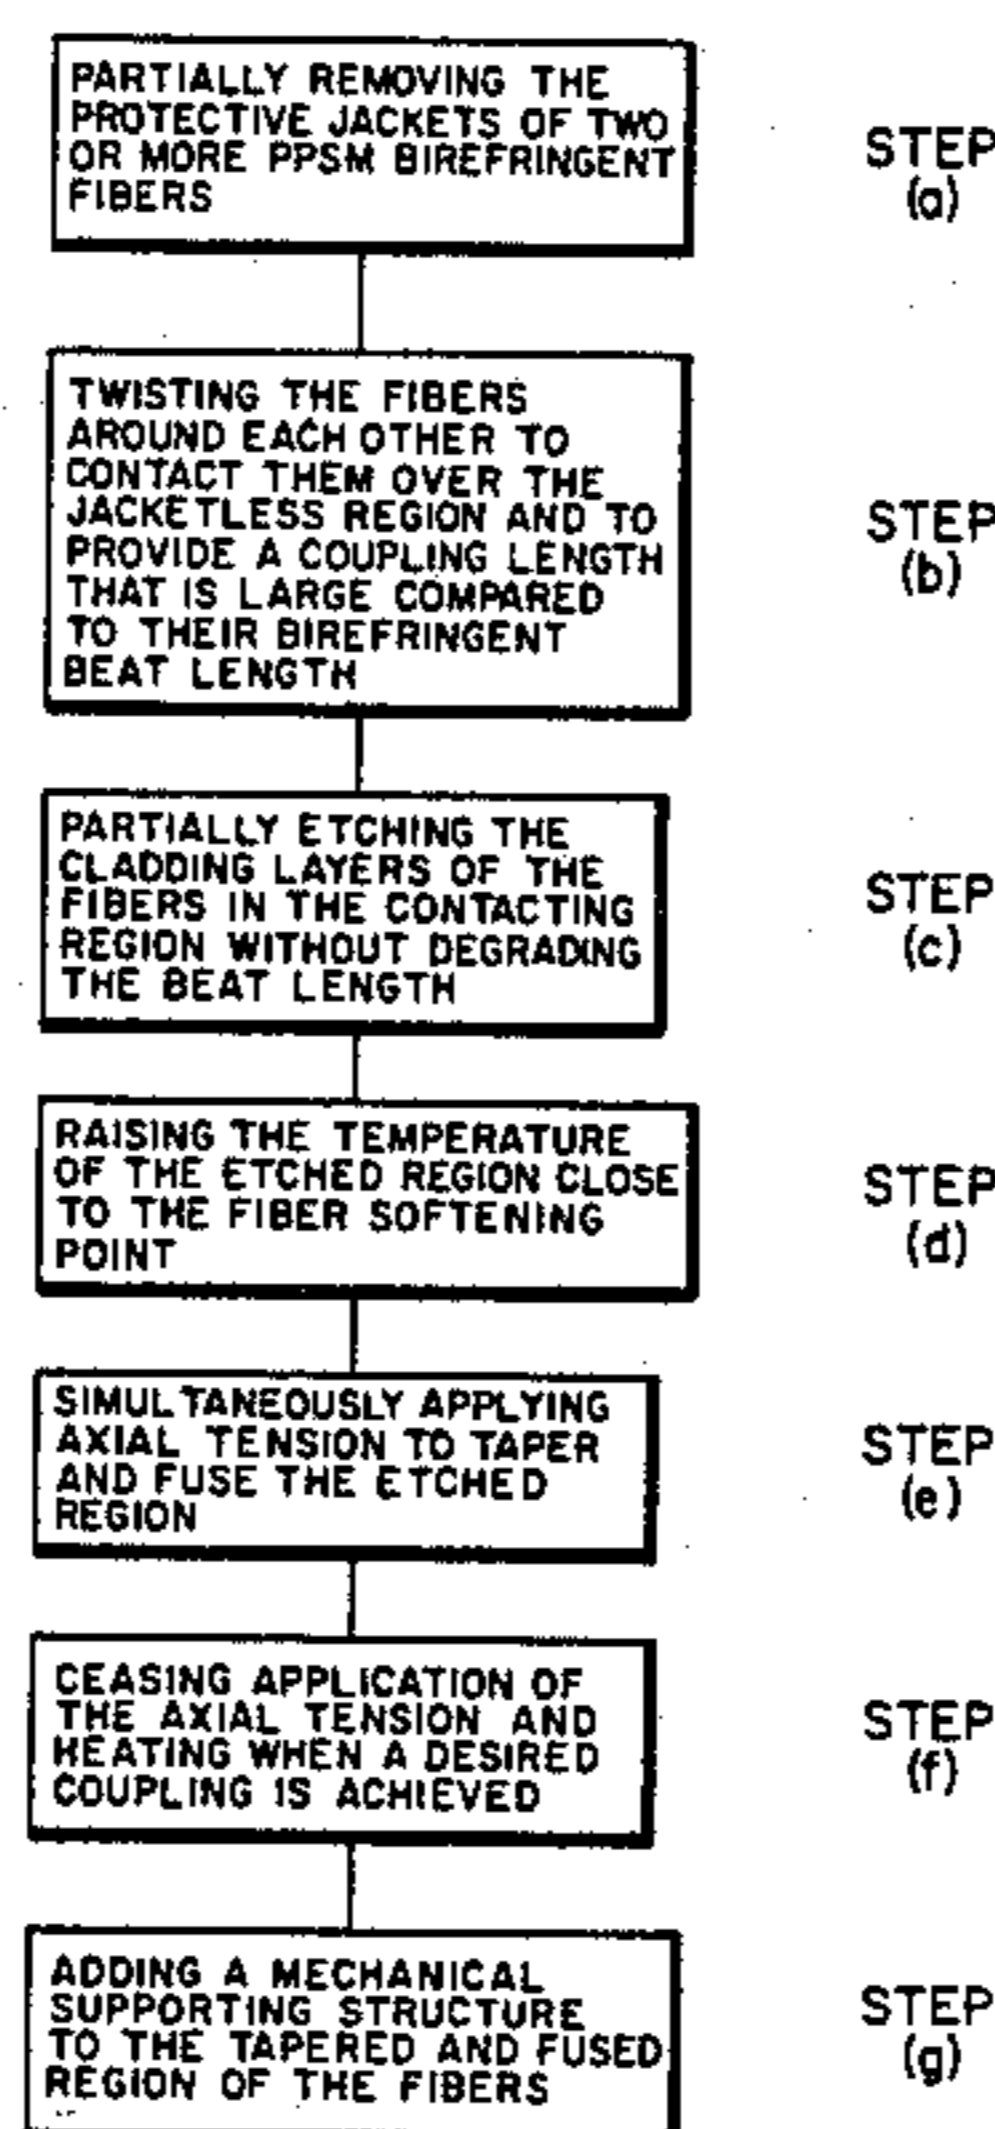 PARTIALLY REMOVING THE
PROTECTIVE JACKETS OF TWO
OR MORE PPSM BIREFRINGENT
FIBERS
STEP
(a)
TWISTING THE FIBERS
AROUND EACH OTHER TO
CONTACT THEM OVER THE
JACKETLESS REGION AND TO
PROVIDE A COUPLING LENGTH
THAT IS LARGE COMPARED
TO THEIR BIREFRINGENT
BEAT LENGTH
STEP
(b)
PARTIALLY ETCHING THE
CLADDING LAYERS OF THE
FIBERS IN THE CONTACTING
REGION WITHOUT DEGRADING
THE BEAT LENGTH
STEP
(c)
RAISING THE TEMPERATURE
OF THE ETCHED REGION CLOSE
TO THE FIBER SOFTENING
POINT
STEP
(d)
SIMULTANEOUSLY APPLYING
AXIAL TENSION TO TAPER
AND FUSE THE ETCHED
REGION
STEP
(e)
CEASING APPLICATION OF
THE AXIAL TENSION AND
HEATING WHEN A DESIRED
COUPLING IS ACHIEVED
STEP
(f)
ADDING A MECHANICAL
SUPPORTING STRUCTURE
TO THE TAPERED AND FUSED
REGION OF THE FIBERS
STEP
(g)